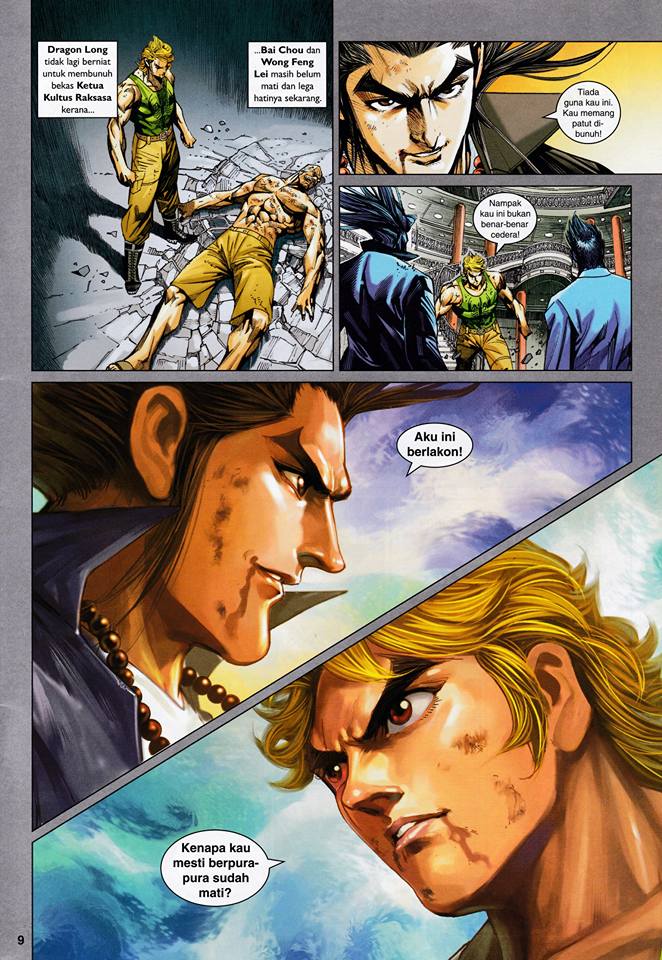 Dragon Long
tidak lagi berniat
untuk membunuh
bekas Ketua
Kultus Raksasa
kerana...
...Bai Chou dan
Wong Feng
Lei masih belum
mati dan lega
hatinya sekarang.
Tiada
guna kau ini.
Kau memang
patut di-
bunuh!
Nampak
kau ini bukan
benar-benar
cedera!
Aku ini
berlakon!
Kenapa kau
mesti berpura-
pura sudah
mati?
9